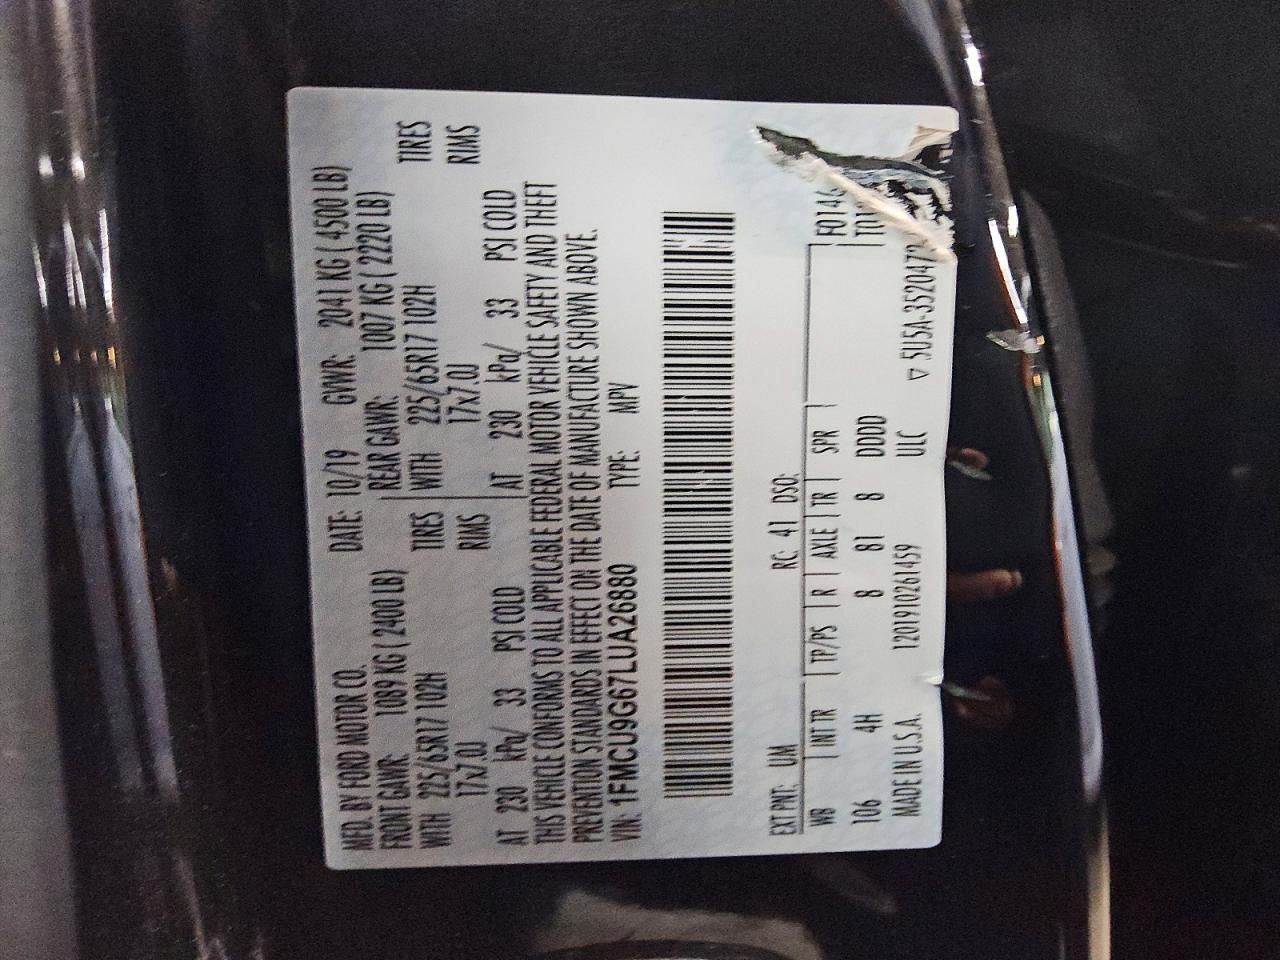 MFD. BY FORD MOTOR CO. DATE: 10/19 GVWR: 2041 KG ( 4500 LB)
FRONT GAWR: 1089 KG ( 2400 LB) REAR GAWR: 1007 KG ( 2220 LB)
WITH 225/65R17 102H TIRES WITH 225/65R17 102H TIRES
17x7.0J RIMS 17x7.0J RIMS
AT 230 kPa/ 33 PSI COLD AT 230 kPa/ 33 PSI COLD
THIS VEHICLE CONFORMS TO ALL APPLICABLE FEDERAL MOTOR VEHICLE SAFETY AND THEFT
PREVENTION STANDARDS IN EFFECT ON THE DATE OF MANUFACTURE SHOWN ABOVE.
VIN: 1FMCU9G67LUA26880 TYPE: MPV
EXT PNT: UM RC: 41 DSO:
WB INT TR TP/PS R AXLE TR SPR F0146
106 4H 8 81 8 DDDD
MADE IN U.S.A. 1201910261459 ULC ▽ 5U5A-3520472